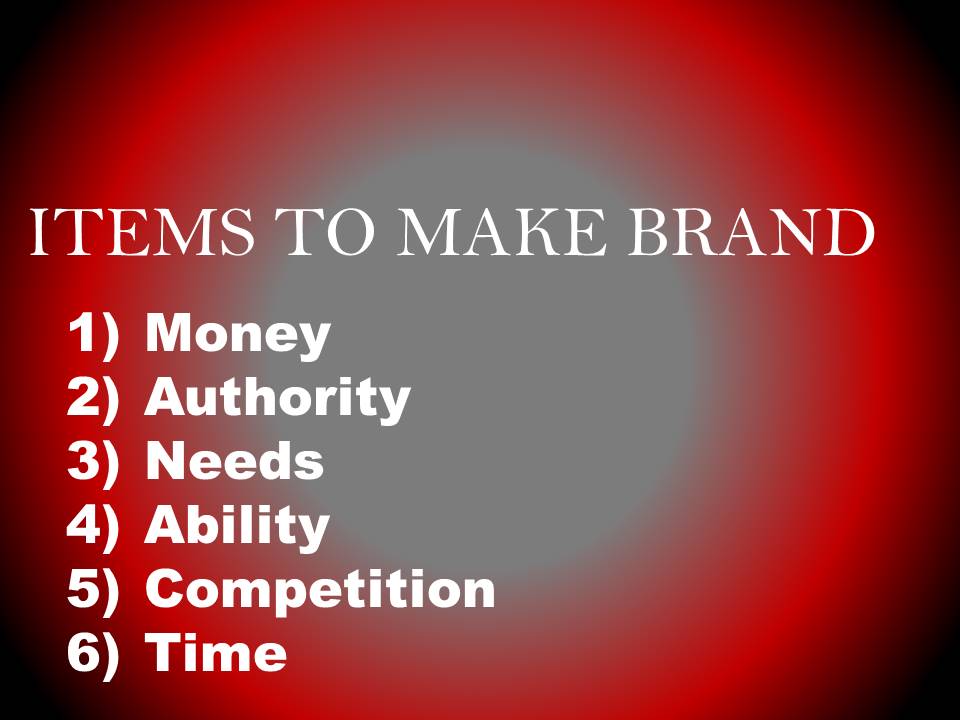 ITEMS TO MAKE BRAND
1) Money
2) Authority
3) Needs
4) Ability
5) Competition
6) Time